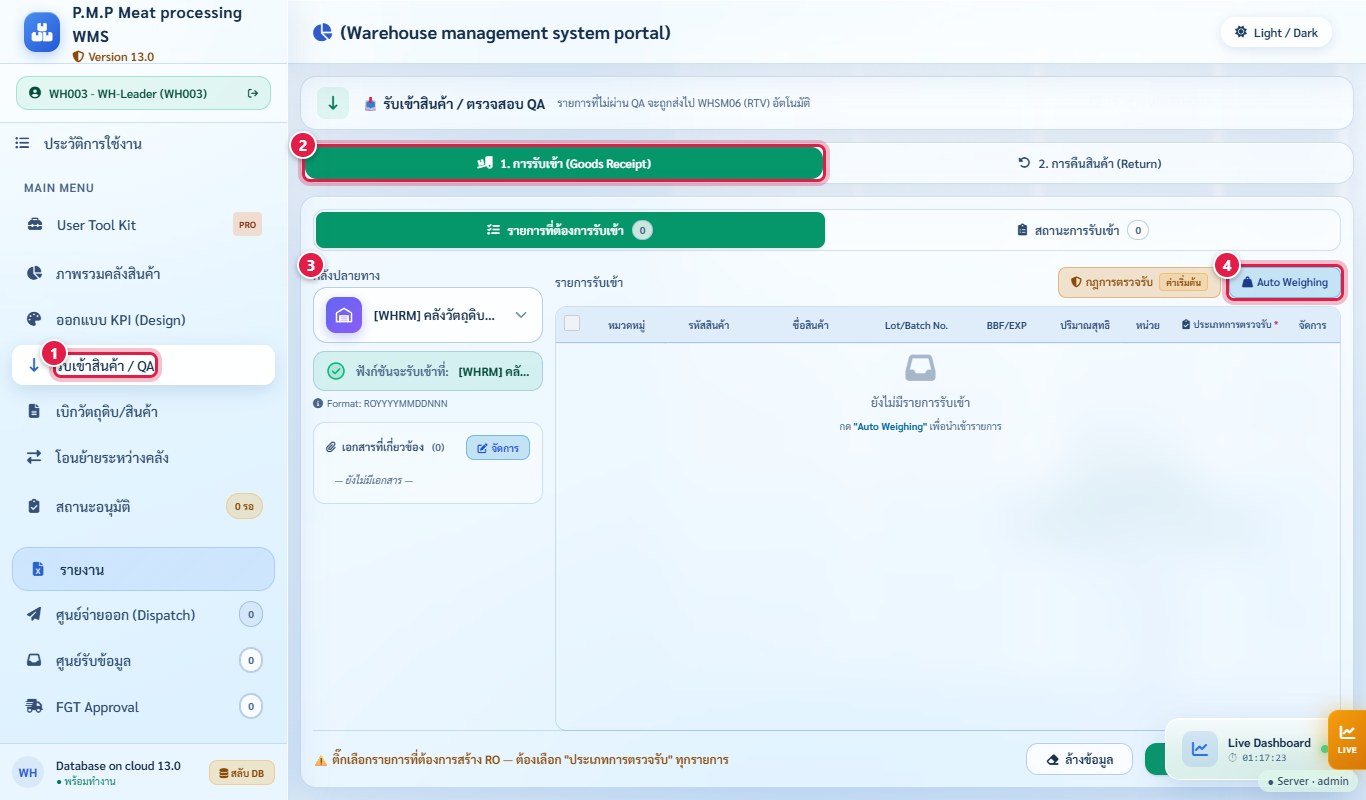 P.M.P Meat processing
WMS
Version 13.0
WH003 - WH-Leader (WH003)
ประวัติการใช้งาน
MAIN MENU
User Tool Kit
PRO
ภาพรวมคลังสินค้า
ออกแบบ KPI (Design)
1
รับเข้าสินค้า / QA
เบิกวัตถุดิบ/สินค้า
โอนย้ายระหว่างคลัง
สถานะอนุมัติ
0 รอ
รายงาน
ศูนย์จ่ายออก (Dispatch)
0
ศูนย์รับข้อมูล
0
FGT Approval
0
WH
Database on cloud 13.0
● พร้อมทำงาน
สลับ DB
(Warehouse management system portal)
Light / Dark
รับเข้าสินค้า / ตรวจสอบ QA
รายการที่ไม่ผ่าน QA จะถูกส่งไป WHSM06 (RTV) อัตโนมัติ
2
1. การรับเข้า (Goods Receipt)
2. การคืนสินค้า (Return)
รายการที่ต้องการรับเข้า 0
สถานะการรับเข้า 0
3
คลังปลายทาง
[WHRM] คลังวัตถุดิบ...
ฟังก์ชันจะรับเข้าที่: [WHRM] คลั...
Format: ROYYYYMMDDNNN
เอกสารที่เกี่ยวข้อง (0)
จัดการ
— ยังไม่มีเอกสาร —
รายการรับเข้า
กฎการตรวจรับ ค่าเริ่มต้น
4
Auto Weighing
หมวดหมู่ รหัสสินค้า ชื่อสินค้า Lot/Batch No. BBF/EXP ปริมาณสุทธิ หน่วย ประเภทการตรวจรับ * จัดการ
ยังไม่มีรายการรับเข้า
กด "Auto Weighing" เพื่อนำเข้ารายการ
ติ๊กเลือกรายการที่ต้องการสร้าง RO — ต้องเลือก "ประเภทการตรวจรับ" ทุกรายการ
ล้างข้อมูล
Live Dashboard
01:17:23
LIVE
● Server · admin